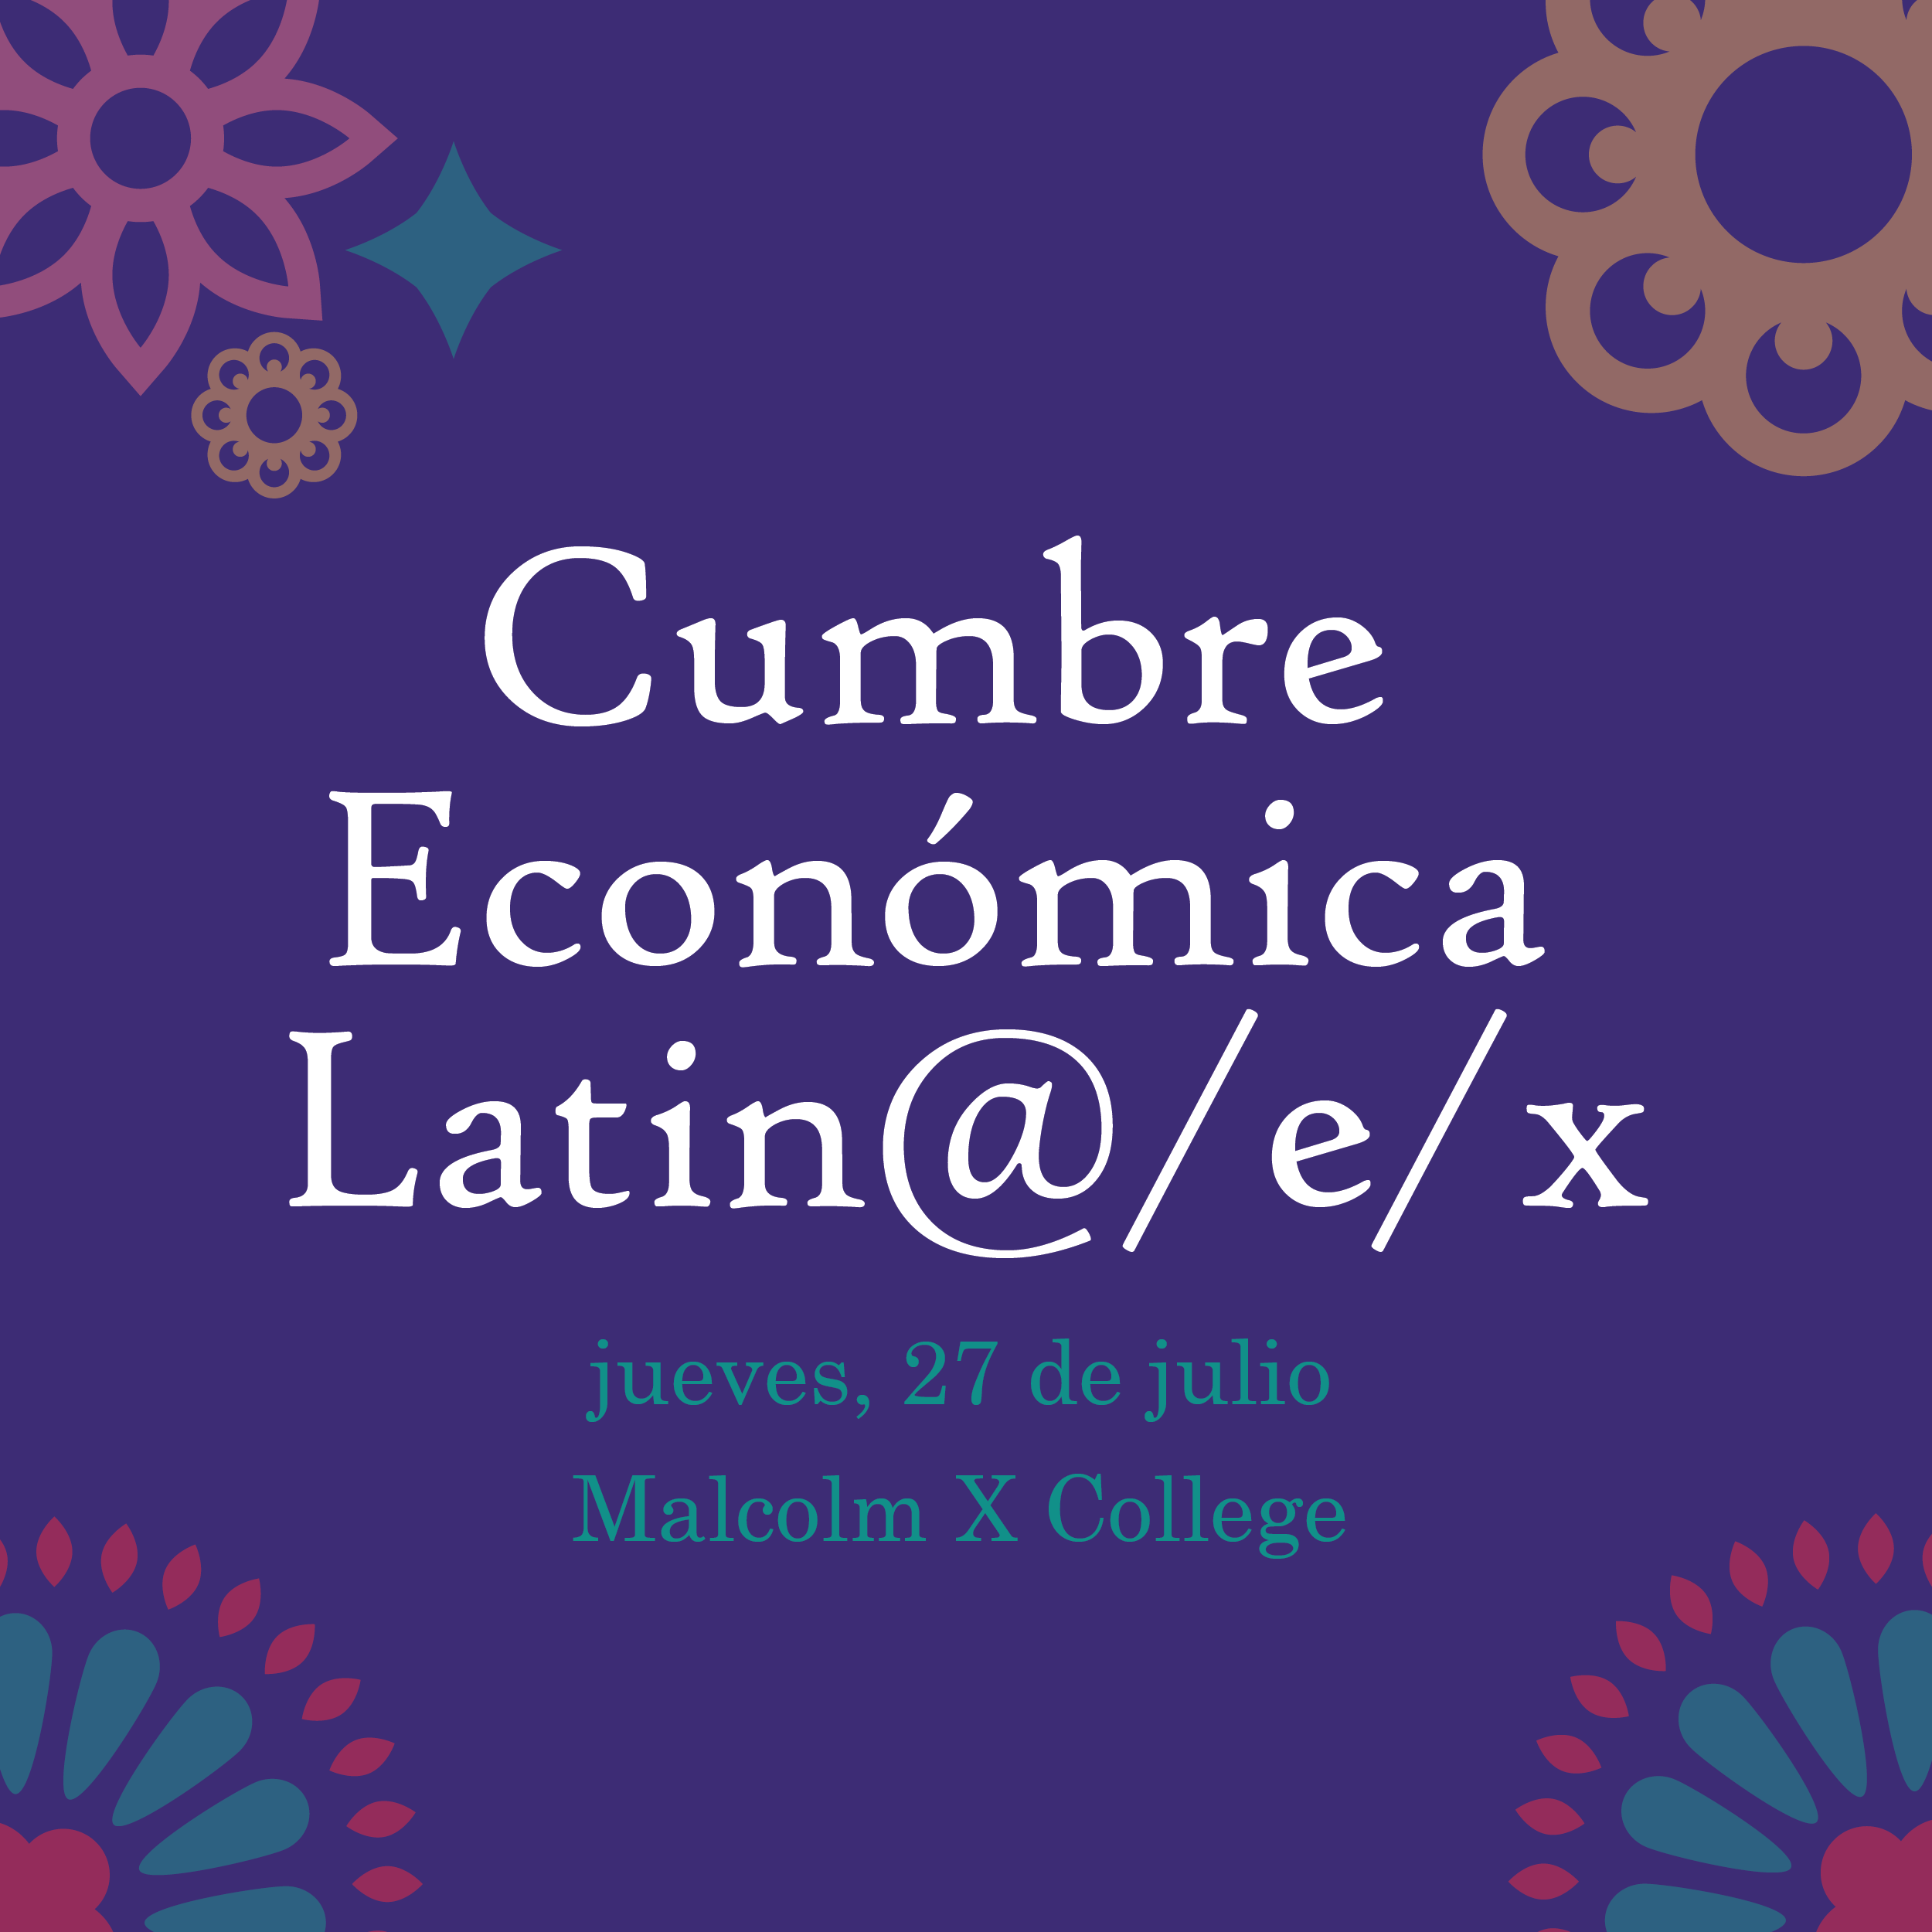 Cumbre
Económica
Latin@/e/x
jueves, 27 de julio
Malcolm X College